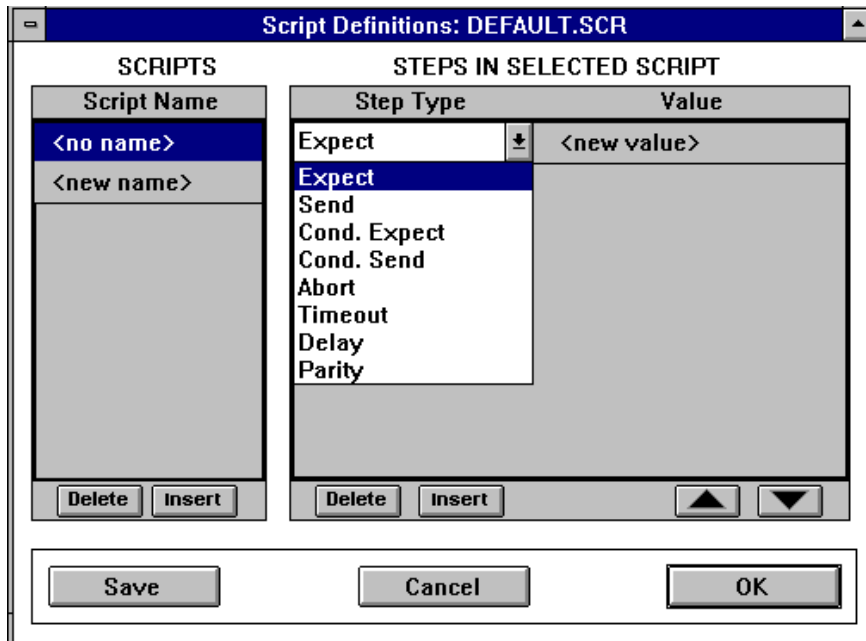 Script Definitions: DEFAULT.SCR
SCRIPTS
STEPS IN SELECTED SCRIPT
Script Name
Step Type
Value
<no name>
Expect
<new value>
<new name>
Expect
Send
Cond. Expect
Cond. Send
Abort
Timeout
Delay
Parity
Delete
Insert
Delete
Insert
Save
Cancel
OK